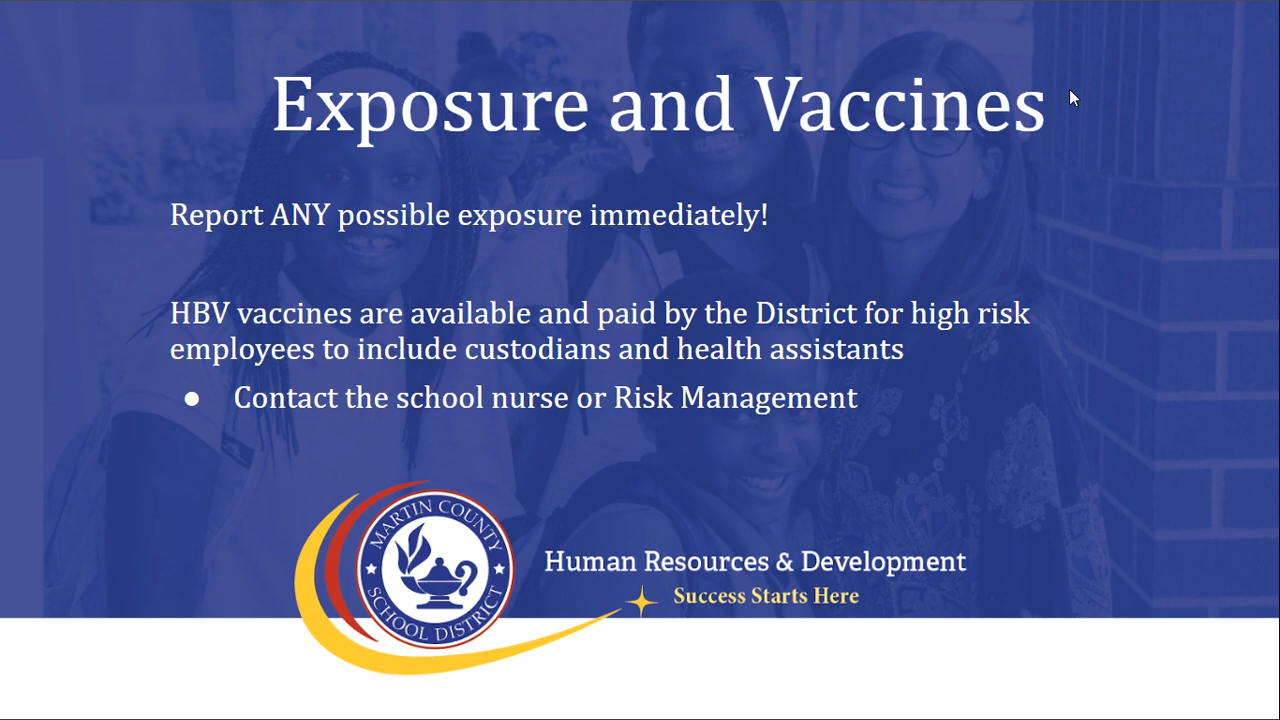 Exposure and Vaccines
Report ANY possible exposure immediately!
HBV vaccines are available and paid by the District for high risk
employees to include custodians and health assistants
● Contact the school nurse or Risk Management
MARTIN COUNTY
SCHOOL DISTRICT
Human Resources & Development
Success Starts Here